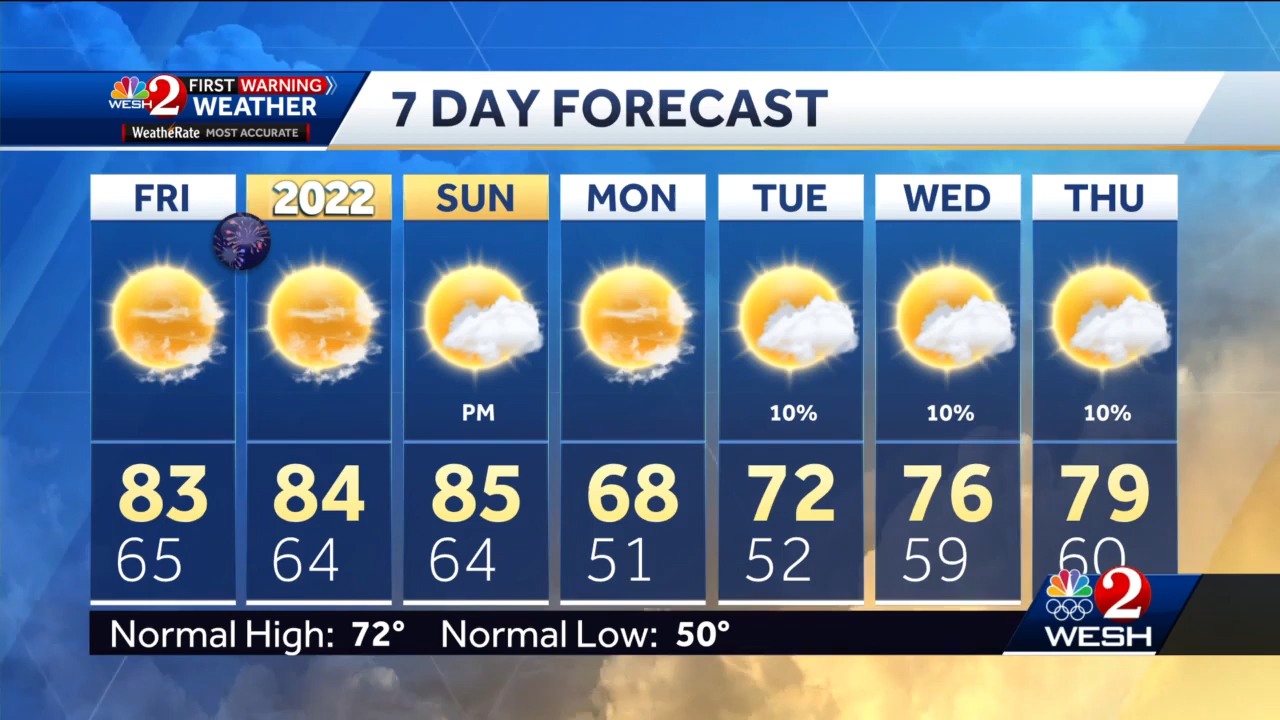 WESH 2 FIRST WARNING
WEATHER
WeatheRate MOST ACCURATE
7 DAY FORECAST
FRI 2022 SUN MON TUE WED THU
PM 10% 10% 10%
83 84 85 68 72 76 79
65 64 64 51 52 59 60
Normal High: 72° Normal Low: 50°
2
WESH